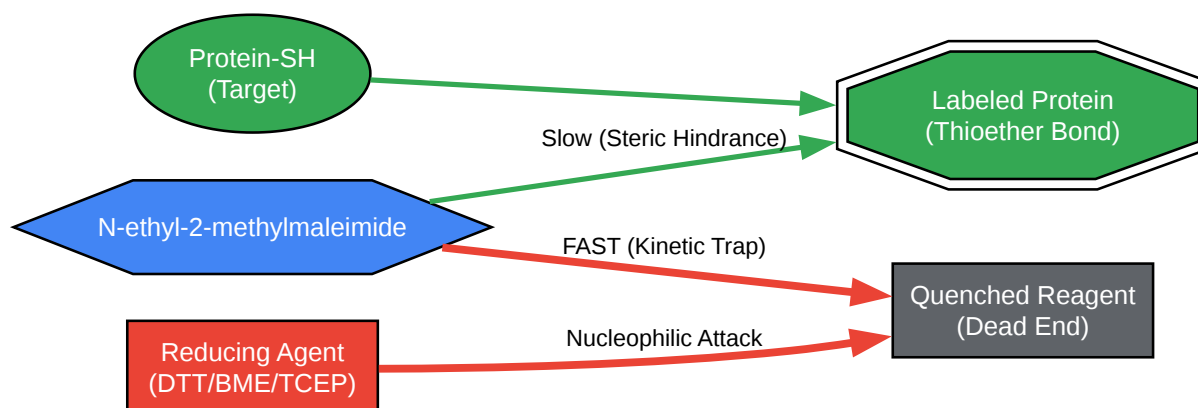 Protein-SH
(Target)
Labeled Protein
(Thioether Bond)
Slow (Steric Hindrance)
N-ethyl-2-methylmaleimide
FAST (Kinetic Trap)
Quenched Reagent
(Dead End)
Nucleophilic Attack
Reducing Agent
(DTT/BME/TCEP)